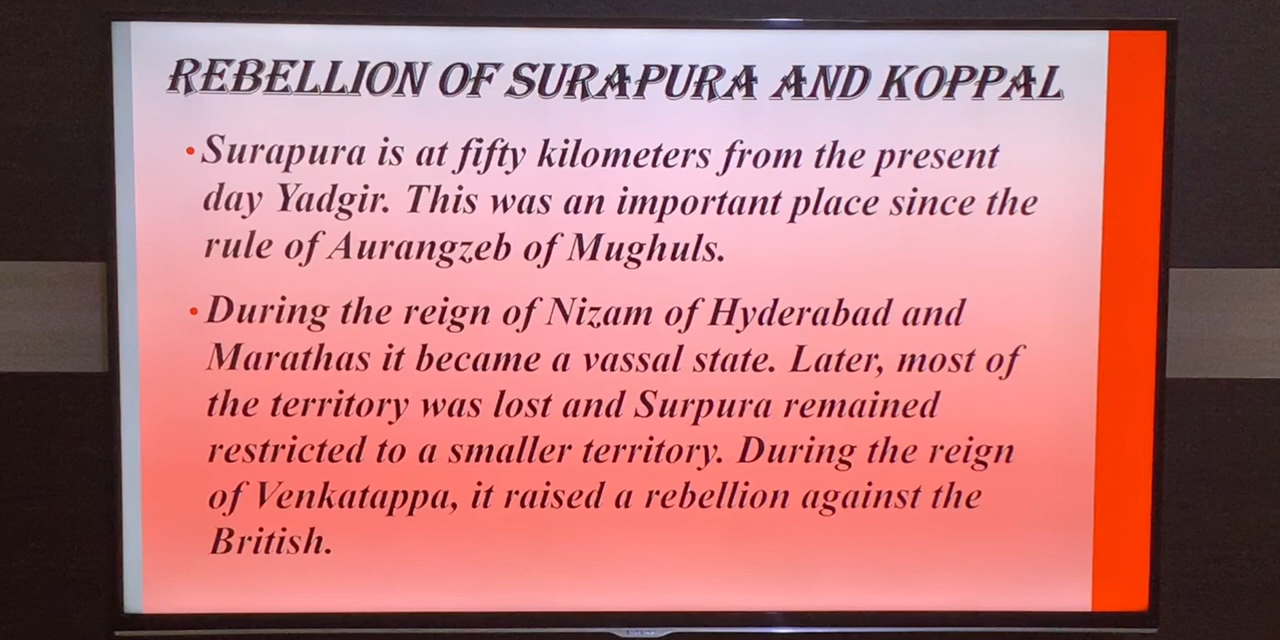 REBELLION OF SURAPURA AND KOPPAL
• Surapura is at fifty kilometers from the present
day Yadgir. This was an important place since the
rule of Aurangzeb of Mughuls.
• During the reign of Nizam of Hyderabad and
Marathas it became a vassal state. Later, most of
the territory was lost and Surpura remained
restricted to a smaller territory. During the reign
of Venkatappa, it raised a rebellion against the
British.